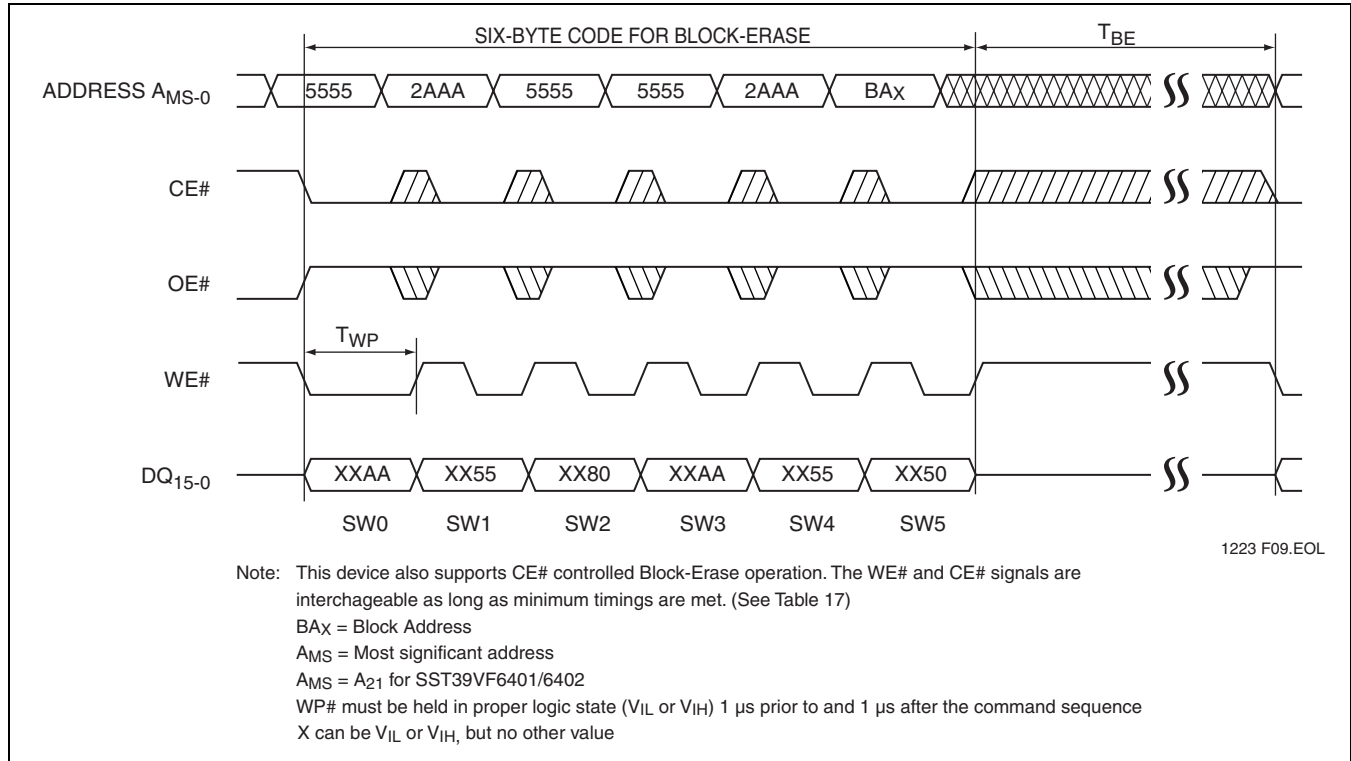 SIX-BYTE CODE FOR BLOCK-ERASE TBE
ADDRESS AMS-0 5555 2AAA 5555 5555 2AAA BAX
CE#
OE#
TWP
WE#
DQ15-0 XXAA XX55 XX80 XXAA XX55 XX50
SW0 SW1 SW2 SW3 SW4 SW5
1223 F09.EOL
Note: This device also supports CE# controlled Block-Erase operation. The WE# and CE# signals are
interchageable as long as minimum timings are met. (See Table 17)
BAX = Block Address
AMS = Most significant address
AMS = A21 for SST39VF6401/6402
WP# must be held in proper logic state (VIL or VIH) 1 µs prior to and 1 µs after the command sequence
X can be VIL or VIH, but no other value